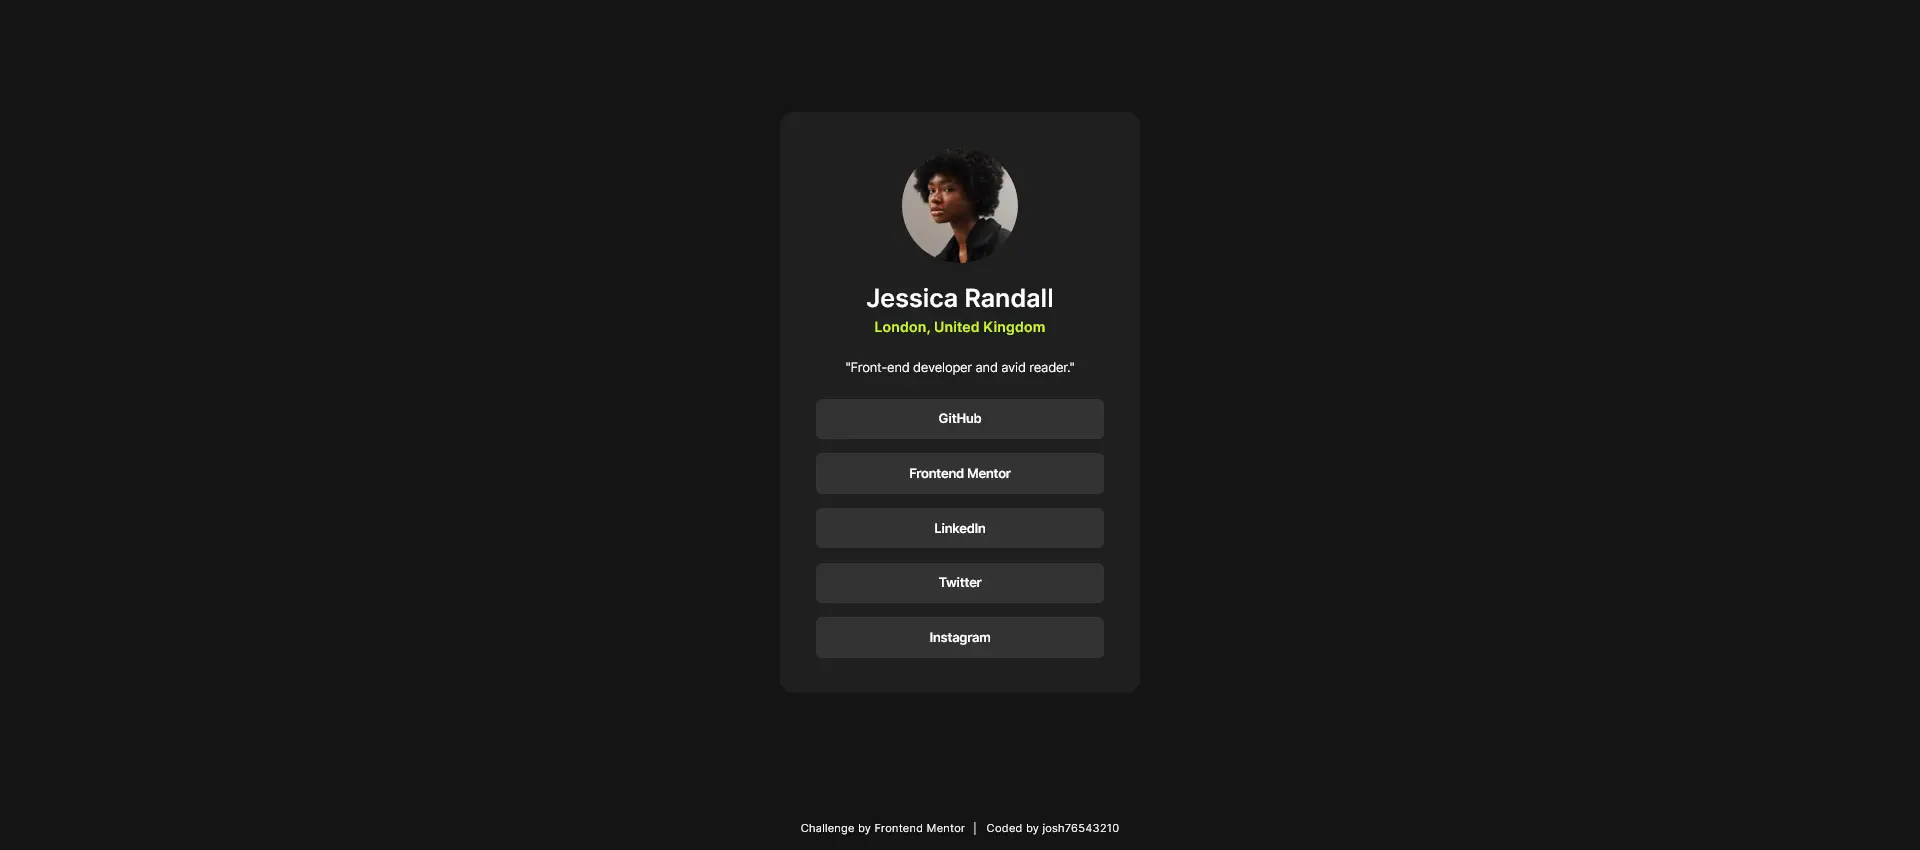 Jessica Randall
London, United Kingdom
"Front-end developer and avid reader."
GitHub
Frontend Mentor
LinkedIn
Twitter
Instagram
Challenge by Frontend Mentor | Coded by josh76543210